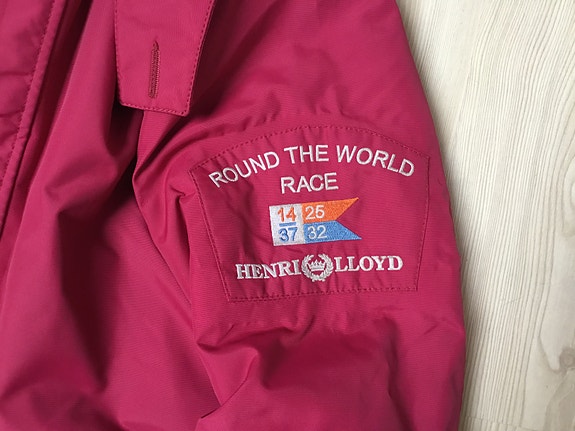 ROUND THE WORLD
RACE
14 25
37 32
HENRI LLOYD